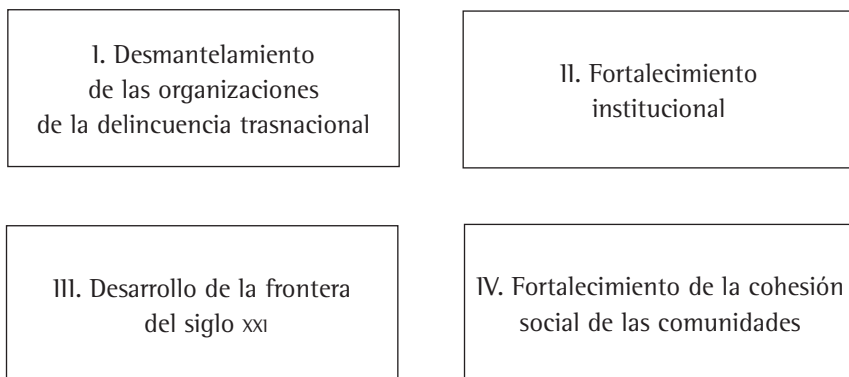 I. Desmantelamiento
de las organizaciones
de la delincuencia trasnacional
II. Fortalecimiento
institucional
III. Desarrollo de la frontera
del siglo XXI
IV. Fortalecimiento de la cohesión
social de las comunidades